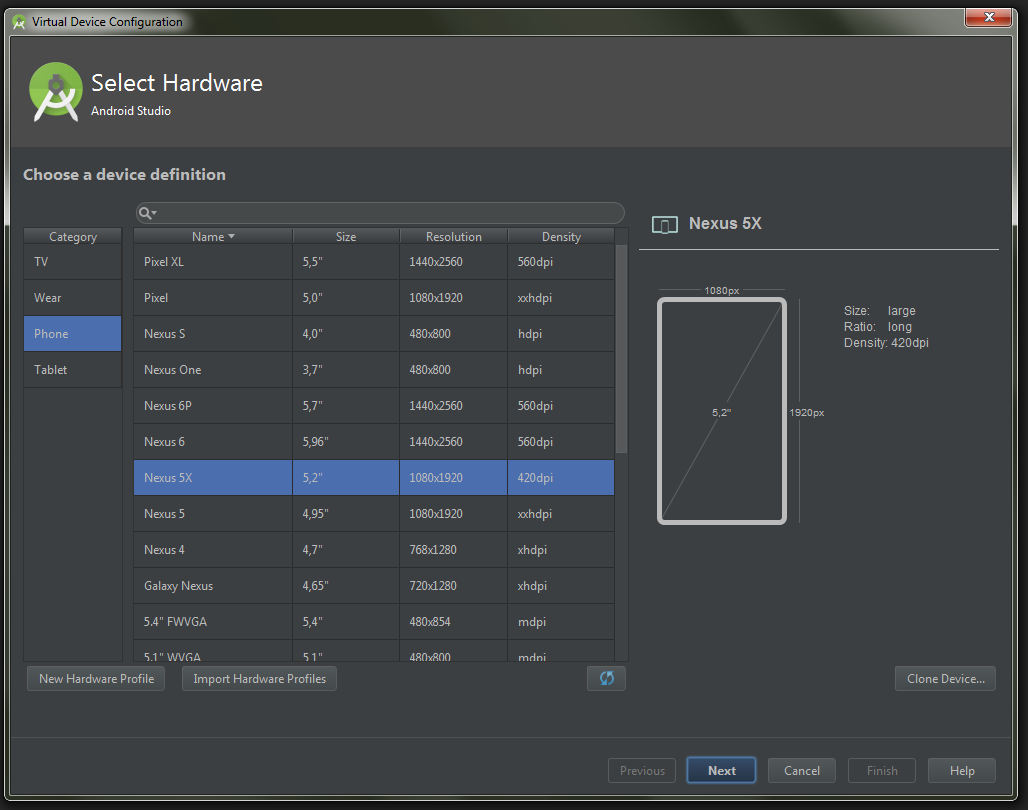 Virtual Device Configuration
Select Hardware
Android Studio
Choose a device definition
Category
TV
Wear
Phone
Tablet
Name Size Resolution Density
Pixel XL 5,5" 1440x2560 560dpi
Pixel 5,0" 1080x1920 xxhdpi
Nexus S 4,0" 480x800 hdpi
Nexus One 3,7" 480x800 hdpi
Nexus 6P 5,7" 1440x2560 560dpi
Nexus 6 5,96" 1440x2560 560dpi
Nexus 5X 5,2" 1080x1920 420dpi
Nexus 5 4,95" 1080x1920 xxhdpi
Nexus 4 4,7" 768x1280 xhdpi
Galaxy Nexus 4,65" 720x1280 xhdpi
5.4" FWVGA 5,4" 480x854 mdpi
5.1" WVGA 5,1" 480x800 mdpi
Nexus 5X
1080px
5,2"
1920px
Size: large
Ratio: long
Density: 420dpi
New Hardware Profile Import Hardware Profiles Clone Device...
Previous Next Cancel Finish Help